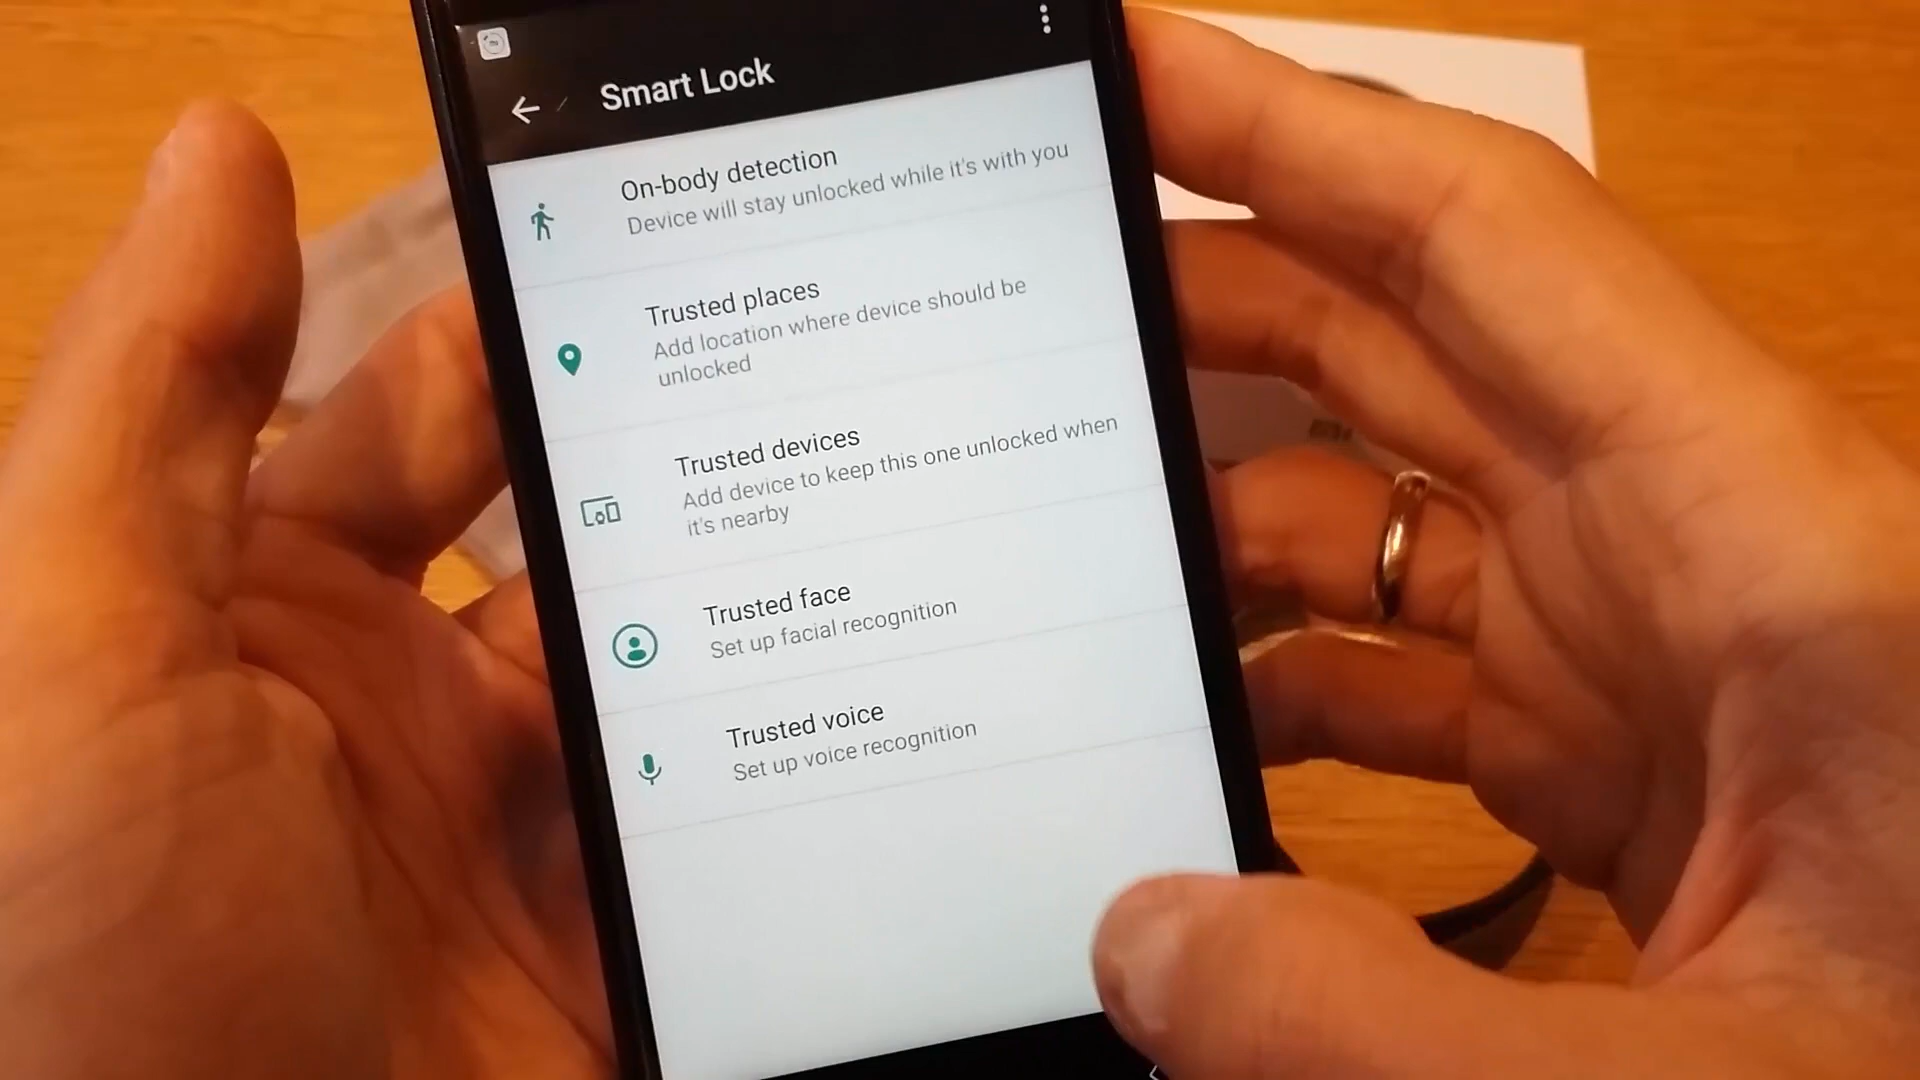 Smart Lock
On-body detection
Device will stay unlocked while it's with you
Trusted places
Add location where device should be
unlocked
Trusted devices
Add device to keep this one unlocked when
it's nearby
Trusted face
Set up facial recognition
Trusted voice
Set up voice recognition